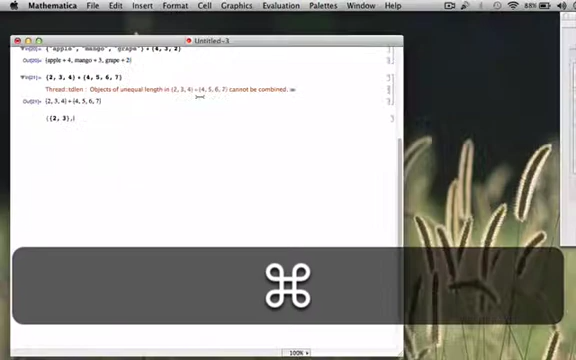 Mathematica File Edit Insert Format Cell Graphics Evaluation Palettes Window Help 88%
Untitled-3
{"apple", "mango", "grape"} + {4, 3, 2}
{apple + 4, mango + 3, grape + 2}
{2, 3, 4} + {4, 5, 6, 7}
Thread::tdlen : Objects of unequal length in {2, 3, 4} + {4, 5, 6, 7} cannot be combined. »
{2, 3, 4} + {4, 5, 6, 7}
{{2, 3},}
⌘
100%